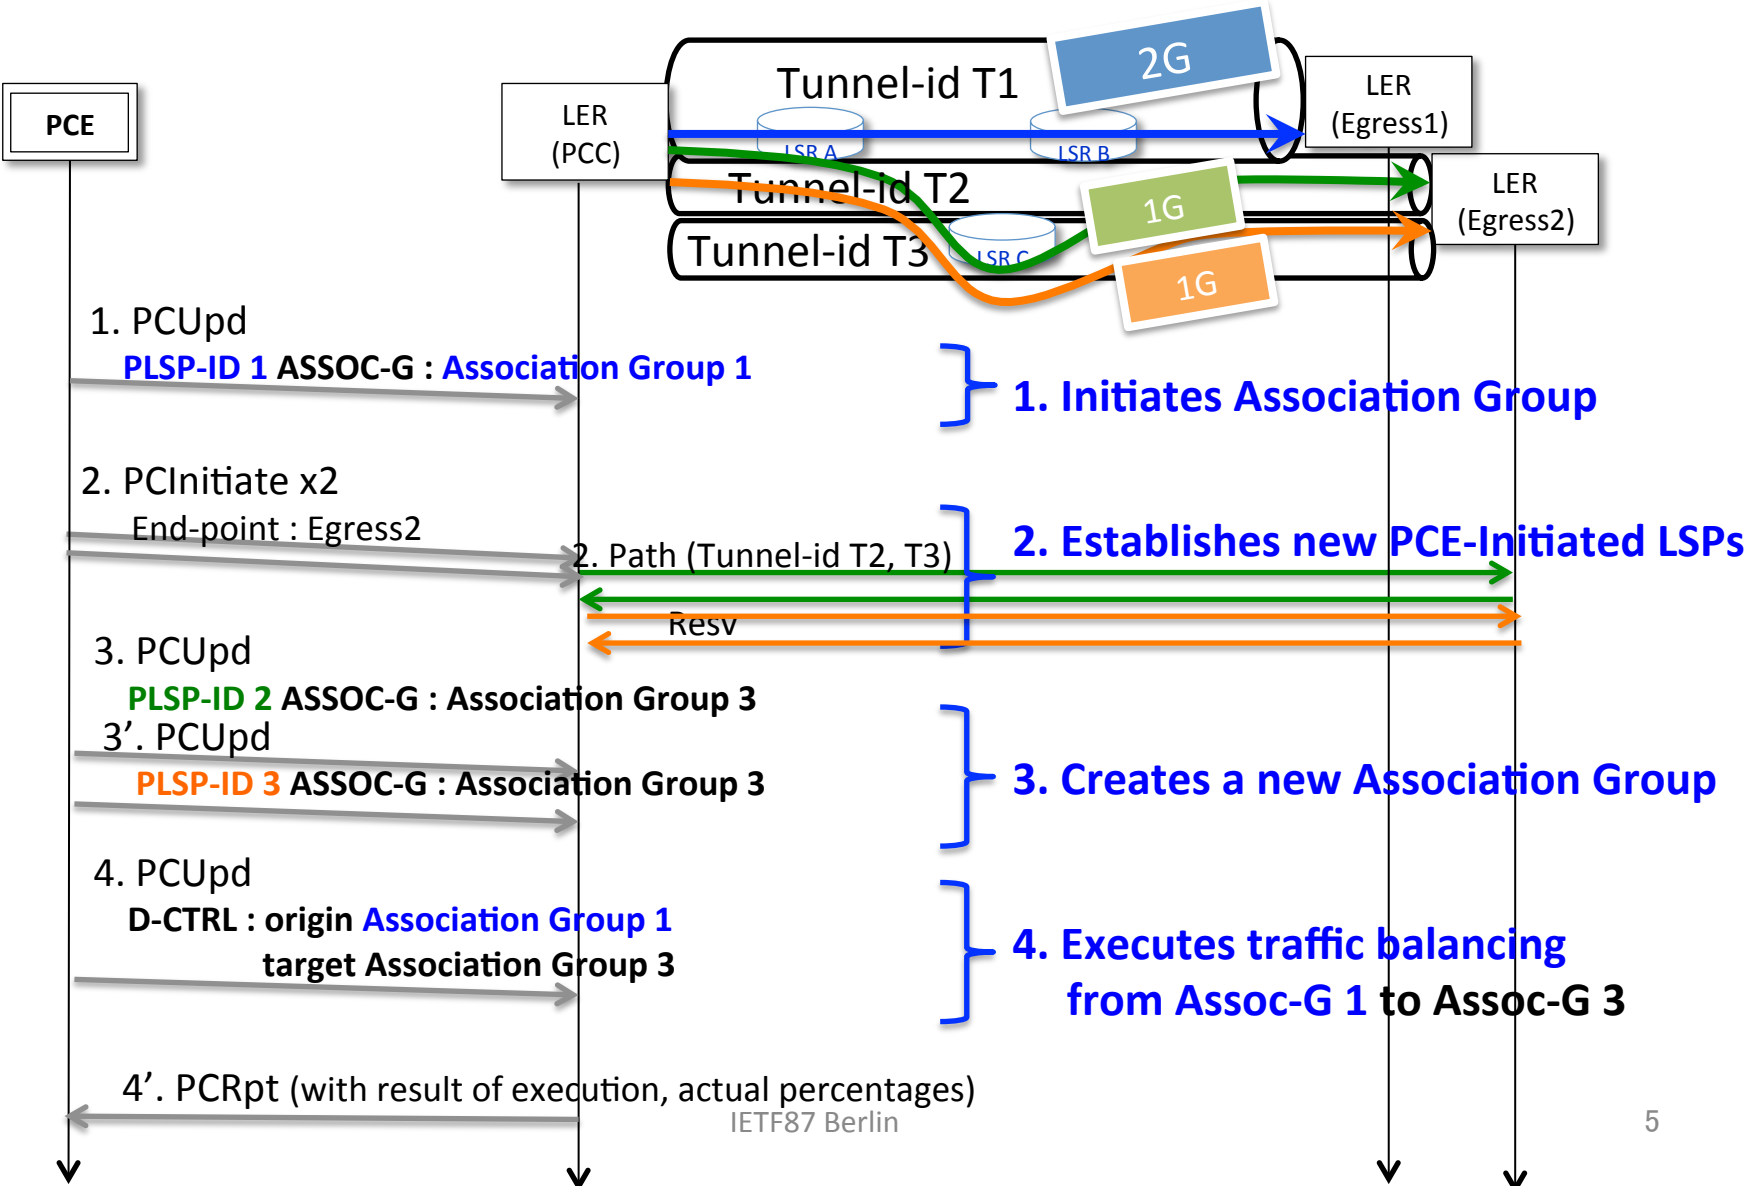 PCE
LER
(PCC)
Tunnel-id T1
2G
LER
(Egress1)
LSR A
LSR B
Tunnel-id T2
1G
LER
(Egress2)
Tunnel-id T3
LSR C
1G
1. PCUpd
PLSP-ID 1 ASSOC-G : Association Group 1
1. Initiates Association Group
2. PCInitiate x2
End-point : Egress2
2. Path (Tunnel-id T2, T3)
2. Establishes new PCE-Initiated LSPs
Resv
3. PCUpd
PLSP-ID 2 ASSOC-G : Association Group 3
3’. PCUpd
PLSP-ID 3 ASSOC-G : Association Group 3
3. Creates a new Association Group
4. PCUpd
D-CTRL : origin Association Group 1
target Association Group 3
4. Executes traffic balancing
from Assoc-G 1 to Assoc-G 3
4’. PCRpt (with result of execution, actual percentages)
IETF87 Berlin
5